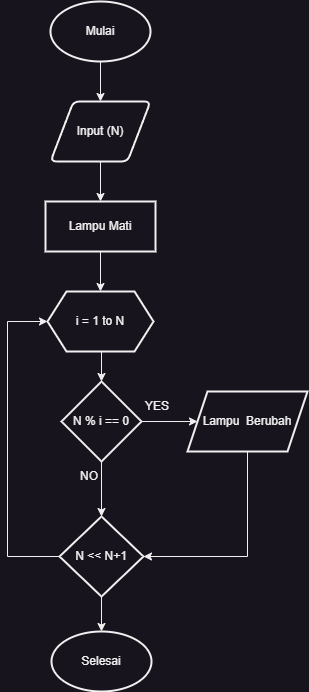 Mulai
Input (N)
Lampu Mati
i = 1 to N
N % i == 0
YES
Lampu Berubah
NO
N << N+1
Selesai